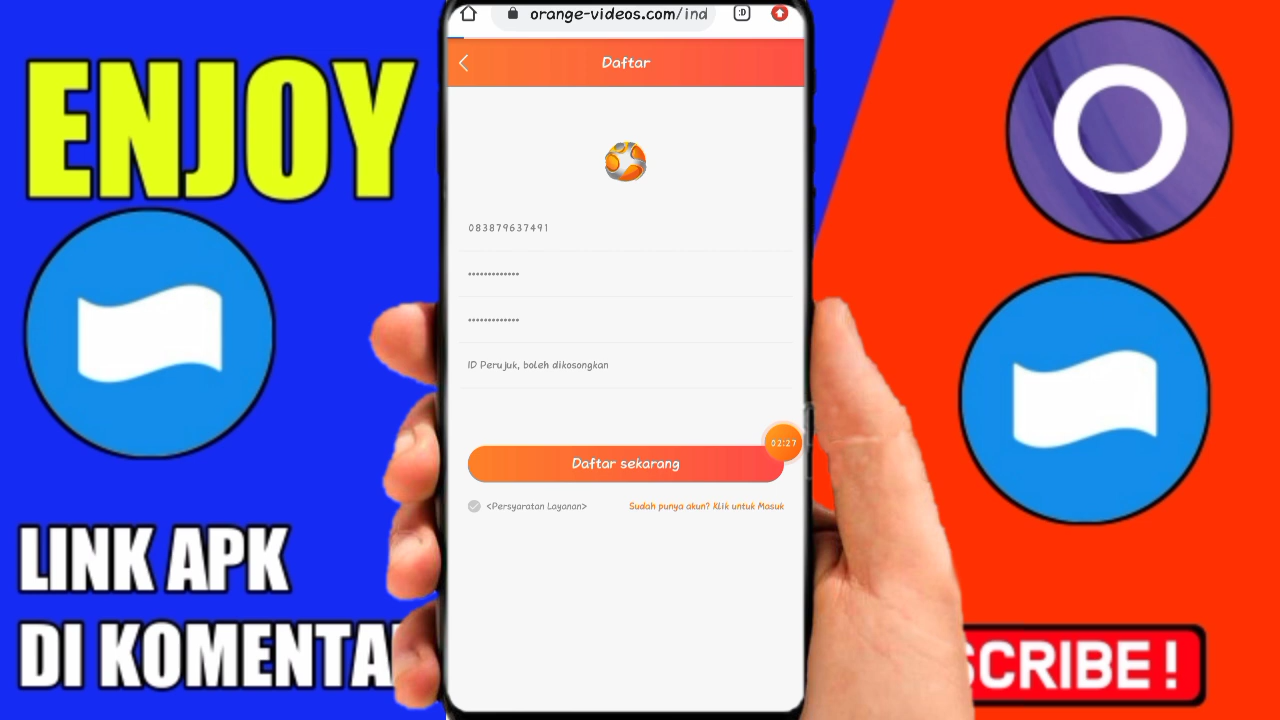 ENJOY
LINK APK
DI KOMENTA
orange-videos.com/ind
:D
Daftar
083879637491
•••••••••••••
•••••••••••••
ID Perujuk, boleh dikosongkan
02:27
Daftar sekarang
<Persyaratan Layanan>
Sudah punya akun? Klik untuk Masuk
SCRIBE !